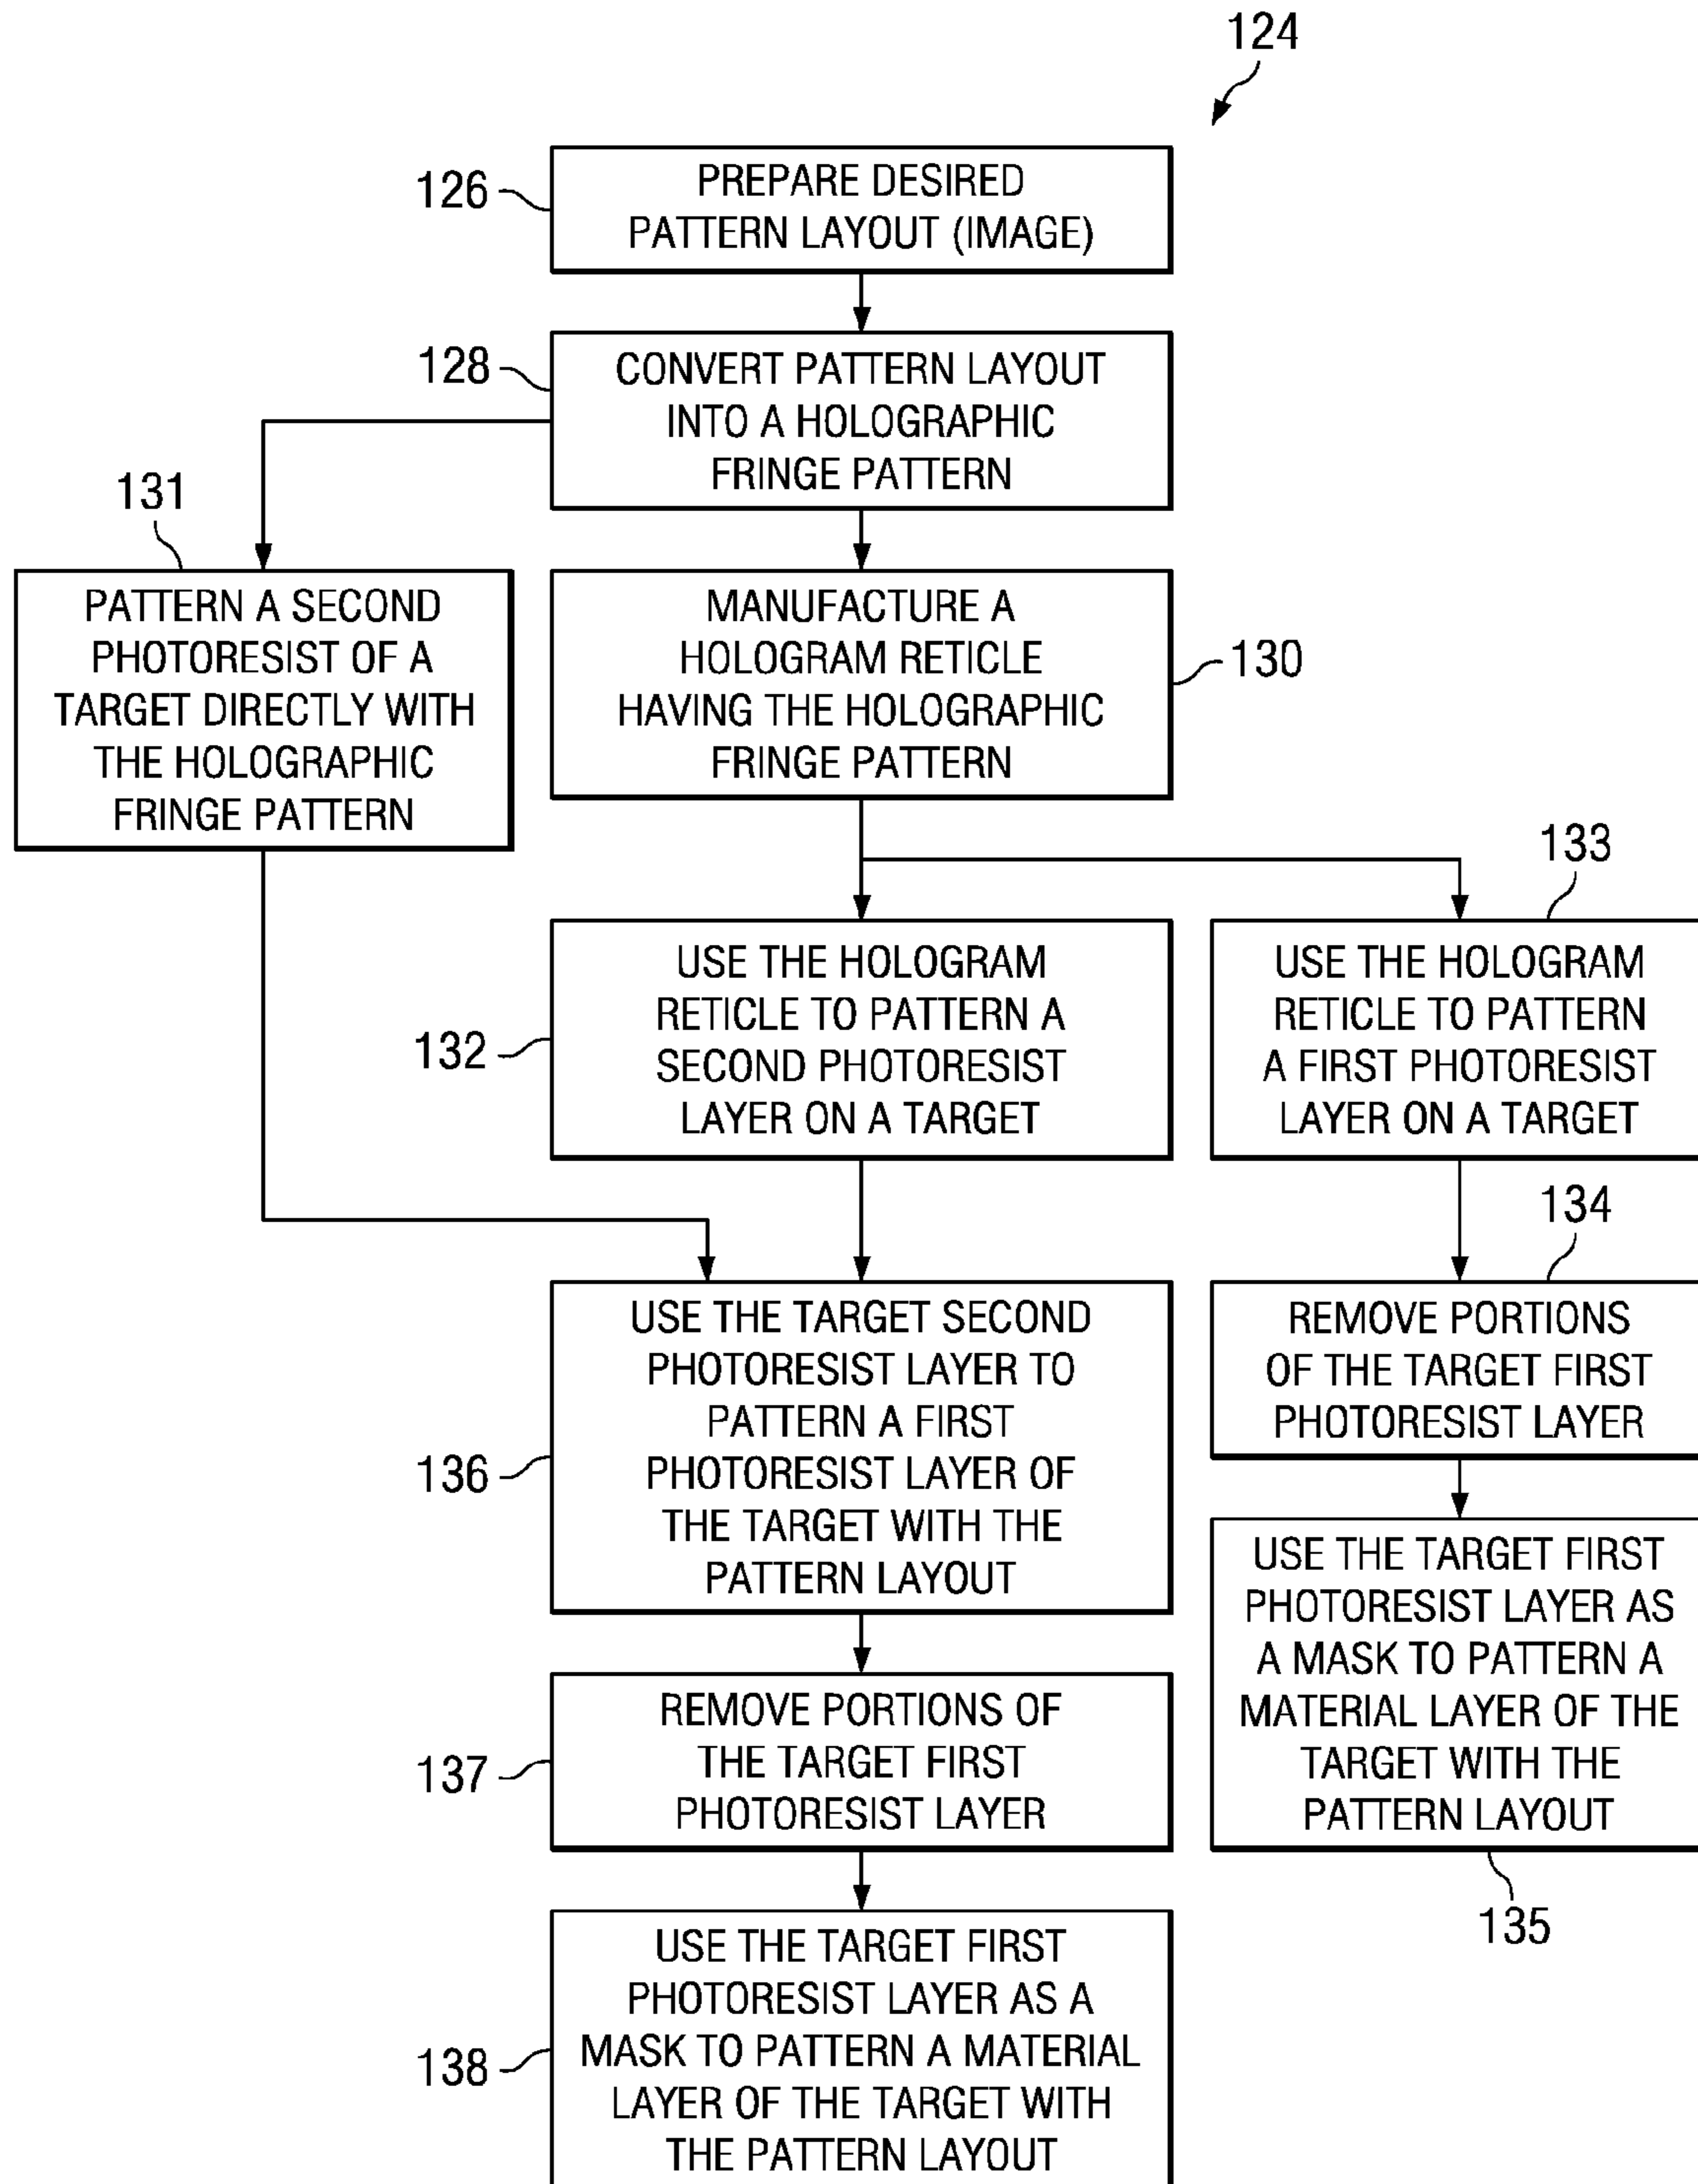 124
126
PREPARE DESIRED
PATTERN LAYOUT (IMAGE)
128
CONVERT PATTERN LAYOUT
INTO A HOLOGRAPHIC
FRINGE PATTERN
131
PATTERN A SECOND
PHOTORESIST OF A
TARGET DIRECTLY WITH
THE HOLOGRAPHIC
FRINGE PATTERN
MANUFACTURE A
HOLOGRAM RETICLE
HAVING THE HOLOGRAPHIC
FRINGE PATTERN
130
132
USE THE HOLOGRAM
RETICLE TO PATTERN A
SECOND PHOTORESIST
LAYER ON A TARGET
133
USE THE HOLOGRAM
RETICLE TO PATTERN
A FIRST PHOTORESIST
LAYER ON A TARGET
134
REMOVE PORTIONS
OF THE TARGET FIRST
PHOTORESIST LAYER
USE THE TARGET FIRST
PHOTORESIST LAYER AS
A MASK TO PATTERN A
MATERIAL LAYER OF THE
TARGET WITH THE
PATTERN LAYOUT
135
136
USE THE TARGET SECOND
PHOTORESIST LAYER TO
PATTERN A FIRST
PHOTORESIST LAYER OF
THE TARGET WITH THE
PATTERN LAYOUT
137
REMOVE PORTIONS OF
THE TARGET FIRST
PHOTORESIST LAYER
138
USE THE TARGET FIRST
PHOTORESIST LAYER AS A
MASK TO PATTERN A MATERIAL
LAYER OF THE TARGET WITH
THE PATTERN LAYOUT